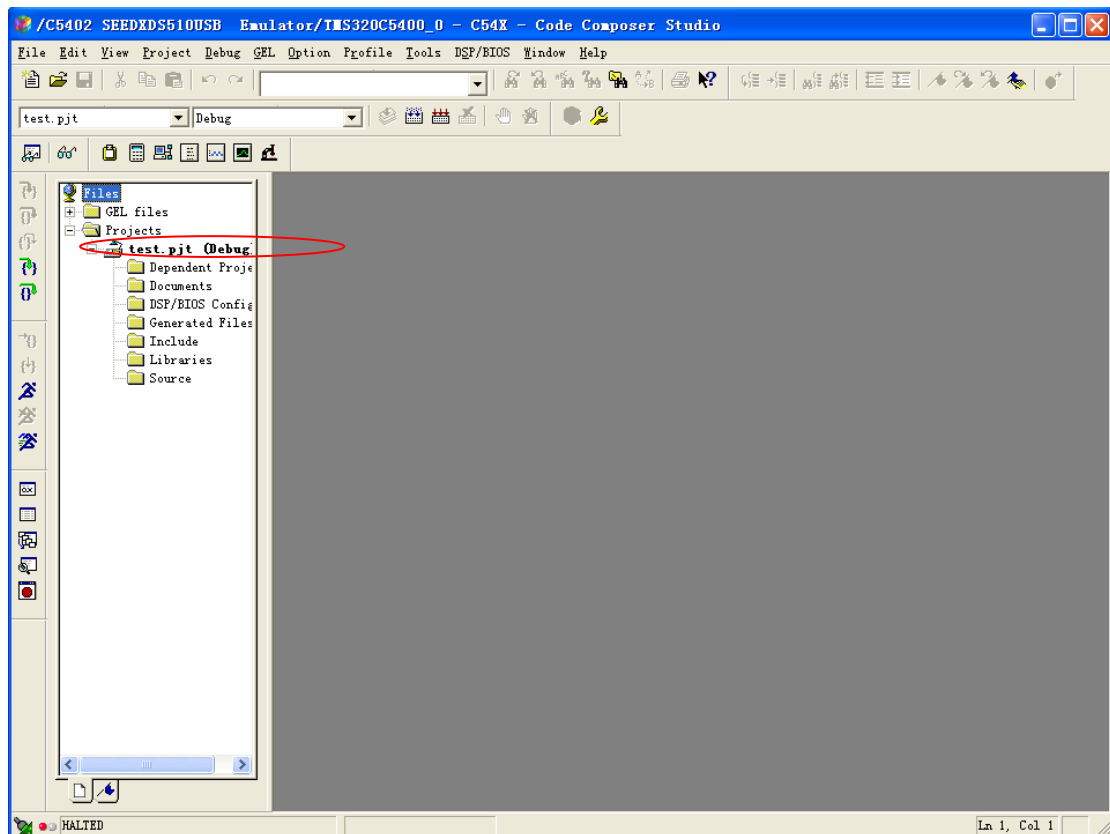 /C5402 SEEDXDS510USB Emulator/TMS320C5400_0 - C54X - Code Composer Studio
File Edit View Project Debug GEL Option Profile Tools DSP/BIOS Window Help
test.pjt Debug
Files
GEL files
Projects
test.pjt (Debug
Dependent Proje
Documents
DSP/BIOS Config
Generated Files
Include
Libraries
Source
HALTED Ln 1, Col 1